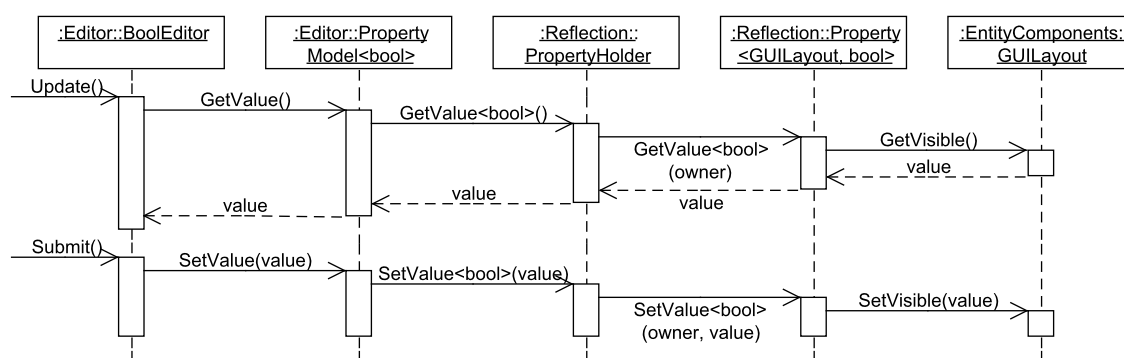 :Editor::BoolEditor
:Editor::Property
Model<bool>
:Reflection::
PropertyHolder
:Reflection::Property
<GUILayout, bool>
:EntityComponents:
GUILayout
Update()
GetValue()
GetValue<bool>()
GetValue<bool>
(owner)
GetVisible()
value
value
value
value
Submit()
SetValue(value)
SetValue<bool>(value)
SetValue<bool>
(owner, value)
SetVisible(value)